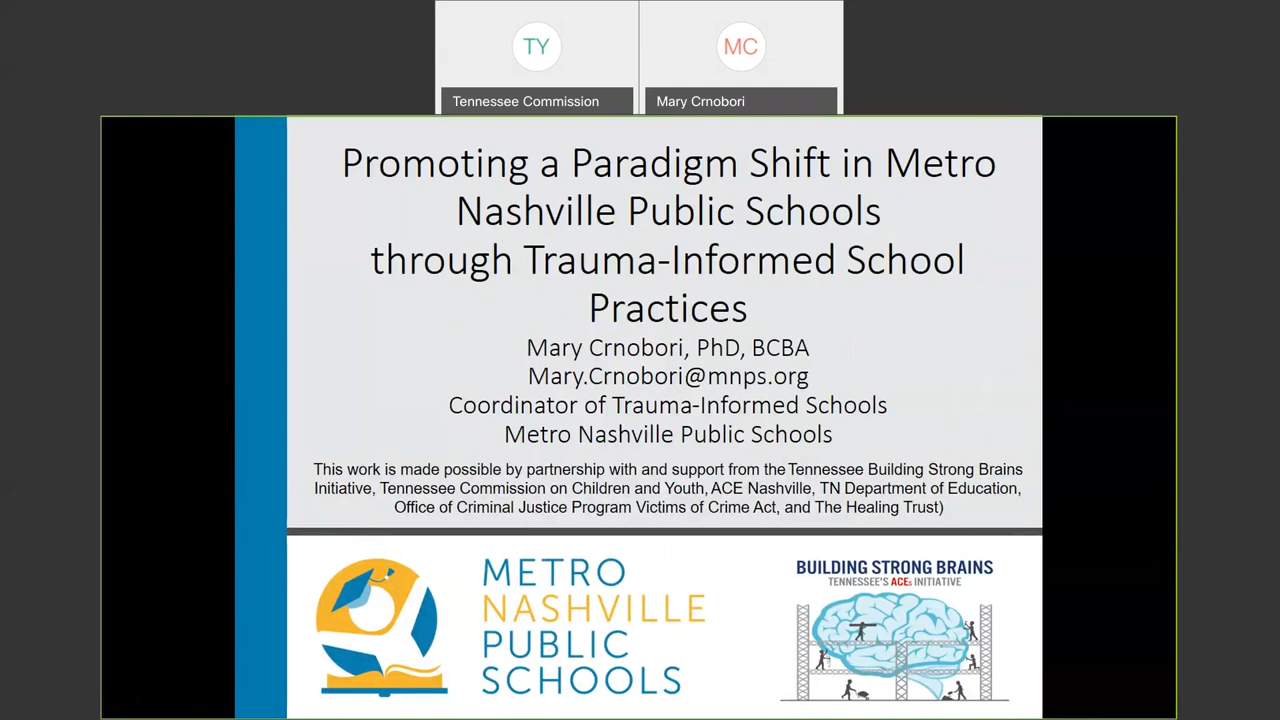 TY
MC
Tennessee Commission
Mary Crnobori
Promoting a Paradigm Shift in Metro
Nashville Public Schools
through Trauma-Informed School
Practices
Mary Crnobori, PhD, BCBA
Mary.Crnobori@mnps.org
Coordinator of Trauma-Informed Schools
Metro Nashville Public Schools
This work is made possible by partnership with and support from the Tennessee Building Strong Brains
Initiative, Tennessee Commission on Children and Youth, ACE Nashville, TN Department of Education,
Office of Criminal Justice Program Victims of Crime Act, and The Healing Trust)
METRO
NASHVILLE
PUBLIC
SCHOOLS
BUILDING STRONG BRAINS
TENNESSEE'S ACEs INITIATIVE